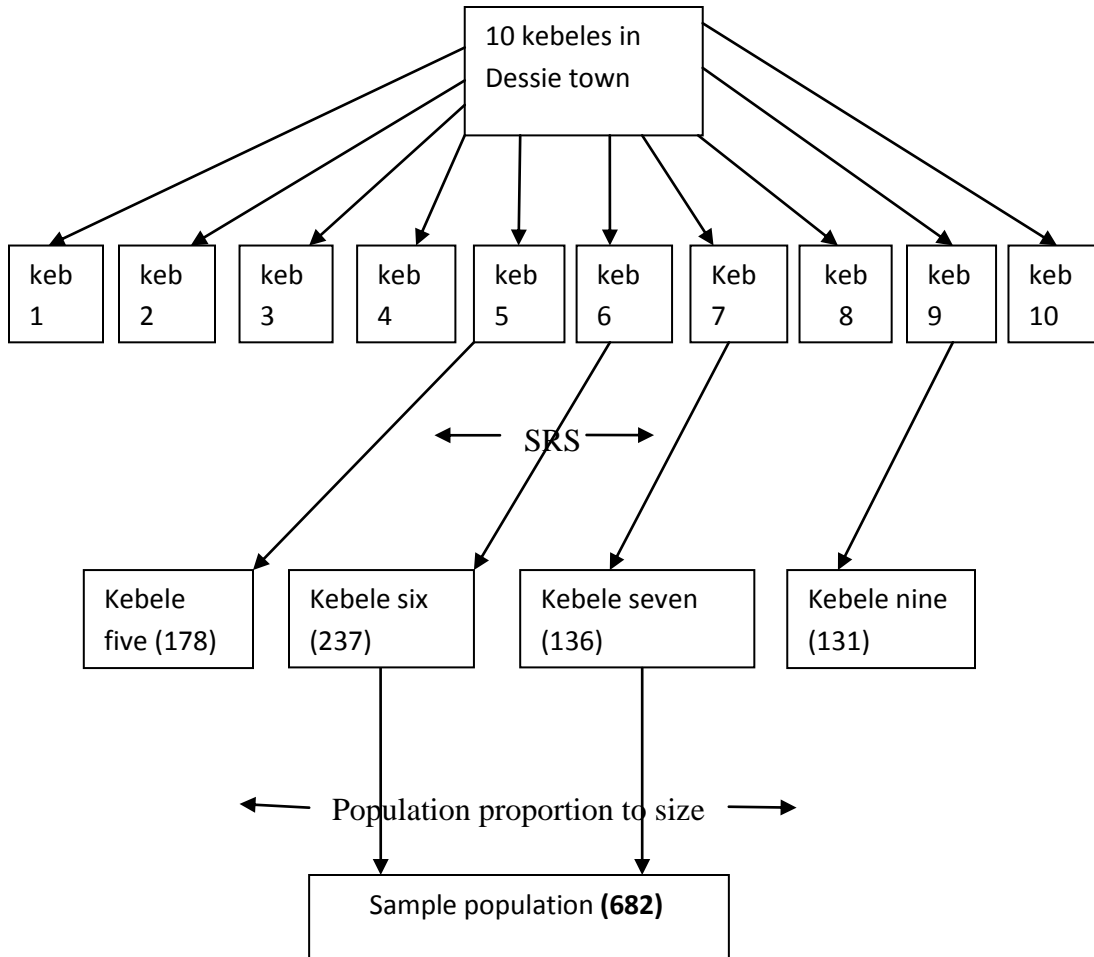 10 kebeles in
Dessie town
keb
1
keb
2
keb
3
keb
4
keb
5
keb
6
Keb
7
keb
8
keb
9
keb
10
SRS
Kebele
five (178)
Kebele six
(237)
Kebele seven
(136)
Kebele nine
(131)
Population proportion to size
Sample population (682)